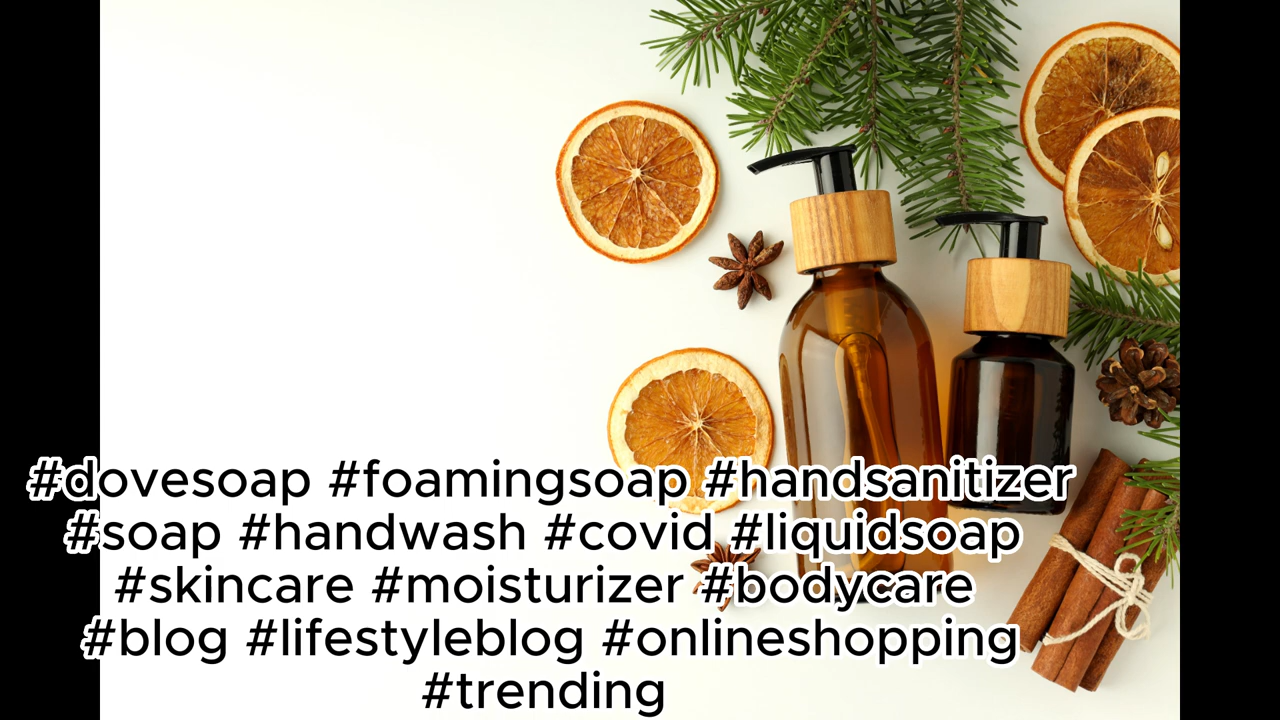 #dovesoap #foamingsoap #handsanitizer
#soap #handwash #covid #liquidsoap
#skincare #moisturizer #bodycare
#blog #lifestyleblog #onlineshopping
#trending